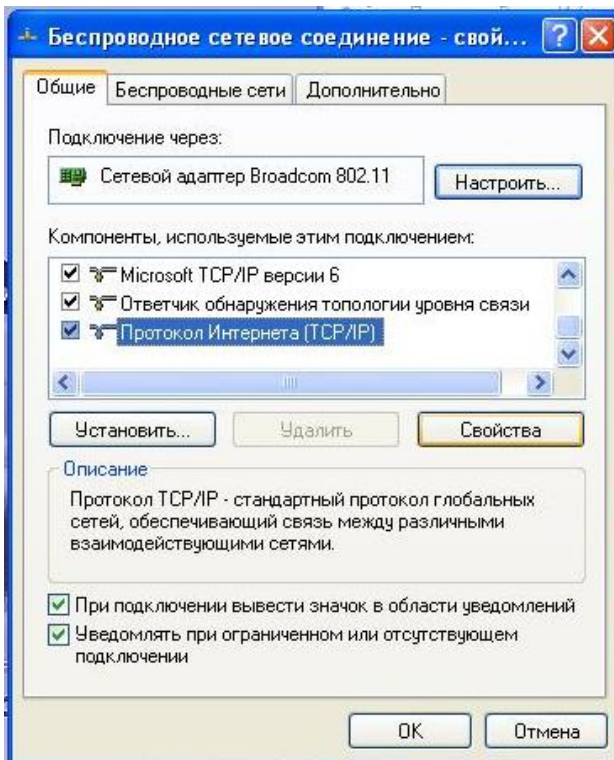 Беспроводное сетевое соединение - свой...
Общие Беспроводные сети Дополнительно
Подключение через:
Сетевой адаптер Broadcom 802.11 Настроить...
Компоненты, используемые этим подключением:
Microsoft TCP/IP версии 6
Ответчик обнаружения топологии уровня связи
Протокол Интернета (TCP/IP)
Установить... Удалить Свойства
Описание
Протокол TCP/IP - стандартный протокол глобальных
сетей, обеспечивающий связь между различными
взаимодействующими сетями.
При подключении вывести значок в области уведомлений
Уведомлять при ограниченном или отсутствующем
подключении
OK Отмена